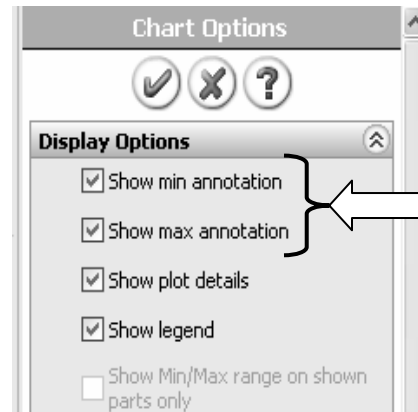 Chart Options
?
Display Options
Show min annotation
Show max annotation
Show plot details
Show legend
Show Min/Max range on shown
parts only